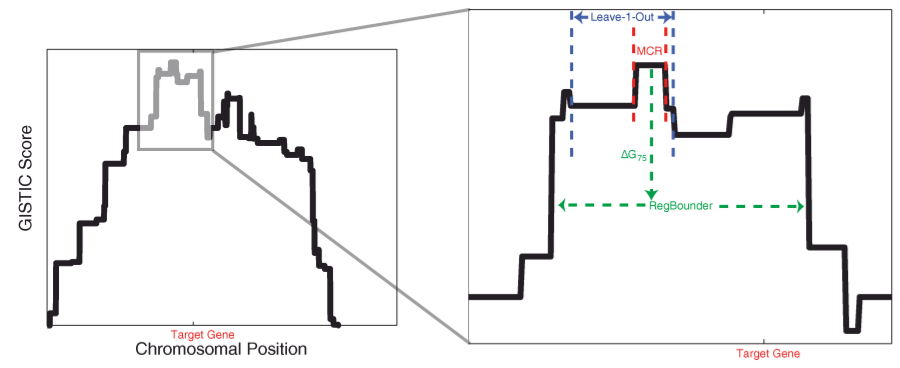 GISTIC Score
Target Gene
Chromosomal Position
Leave-1-Out
MCR
ΔG75
RegBounder
Target Gene